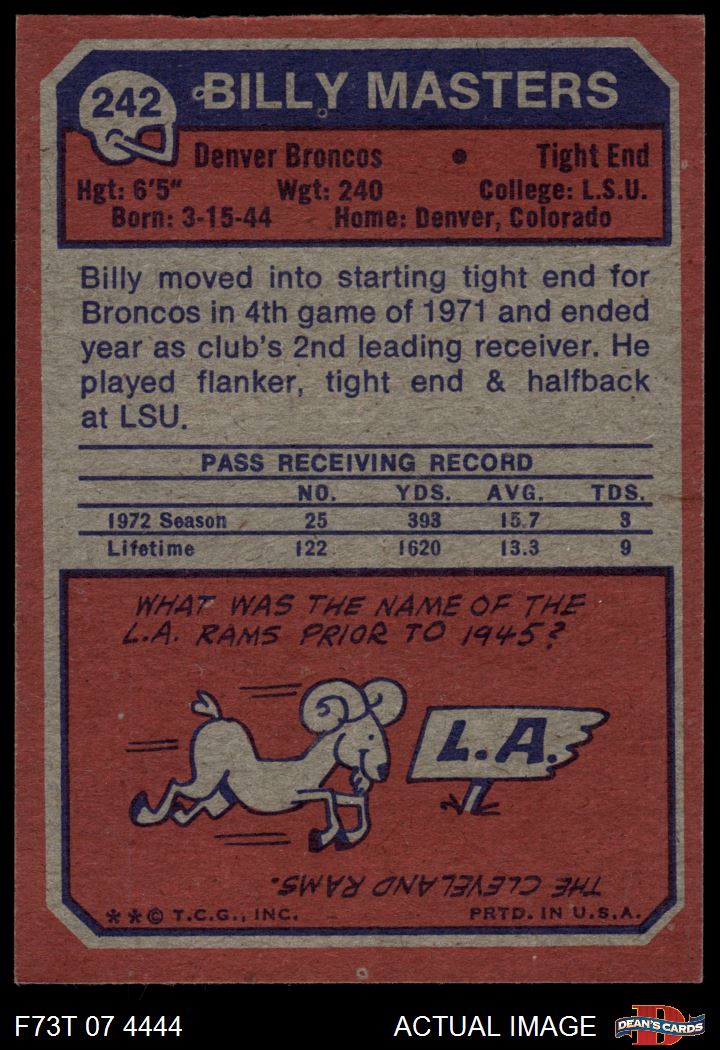 242 BILLY MASTERS
Denver Broncos • Tight End
Hgt: 6'5" Wgt: 240 College: L.S.U.
Born: 3-15-44 Home: Denver, Colorado
Billy moved into starting tight end for
Broncos in 4th game of 1971 and ended
year as club's 2nd leading receiver. He
played flanker, tight end & halfback
at LSU.
PASS RECEIVING RECORD
NO. YDS. AVG. TDS.
1972 Season 25 393 15.7 3
Lifetime 122 1620 13.3 9
WHAT WAS THE NAME OF THE
L.A. RAMS PRIOR TO 1945?
L.A.
THE CLEVELAND RAMS.
**© T.C.G., INC. PRTD. IN U.S.A.
F73T 07 4444 ACTUAL IMAGE D DEAN'S CARDS